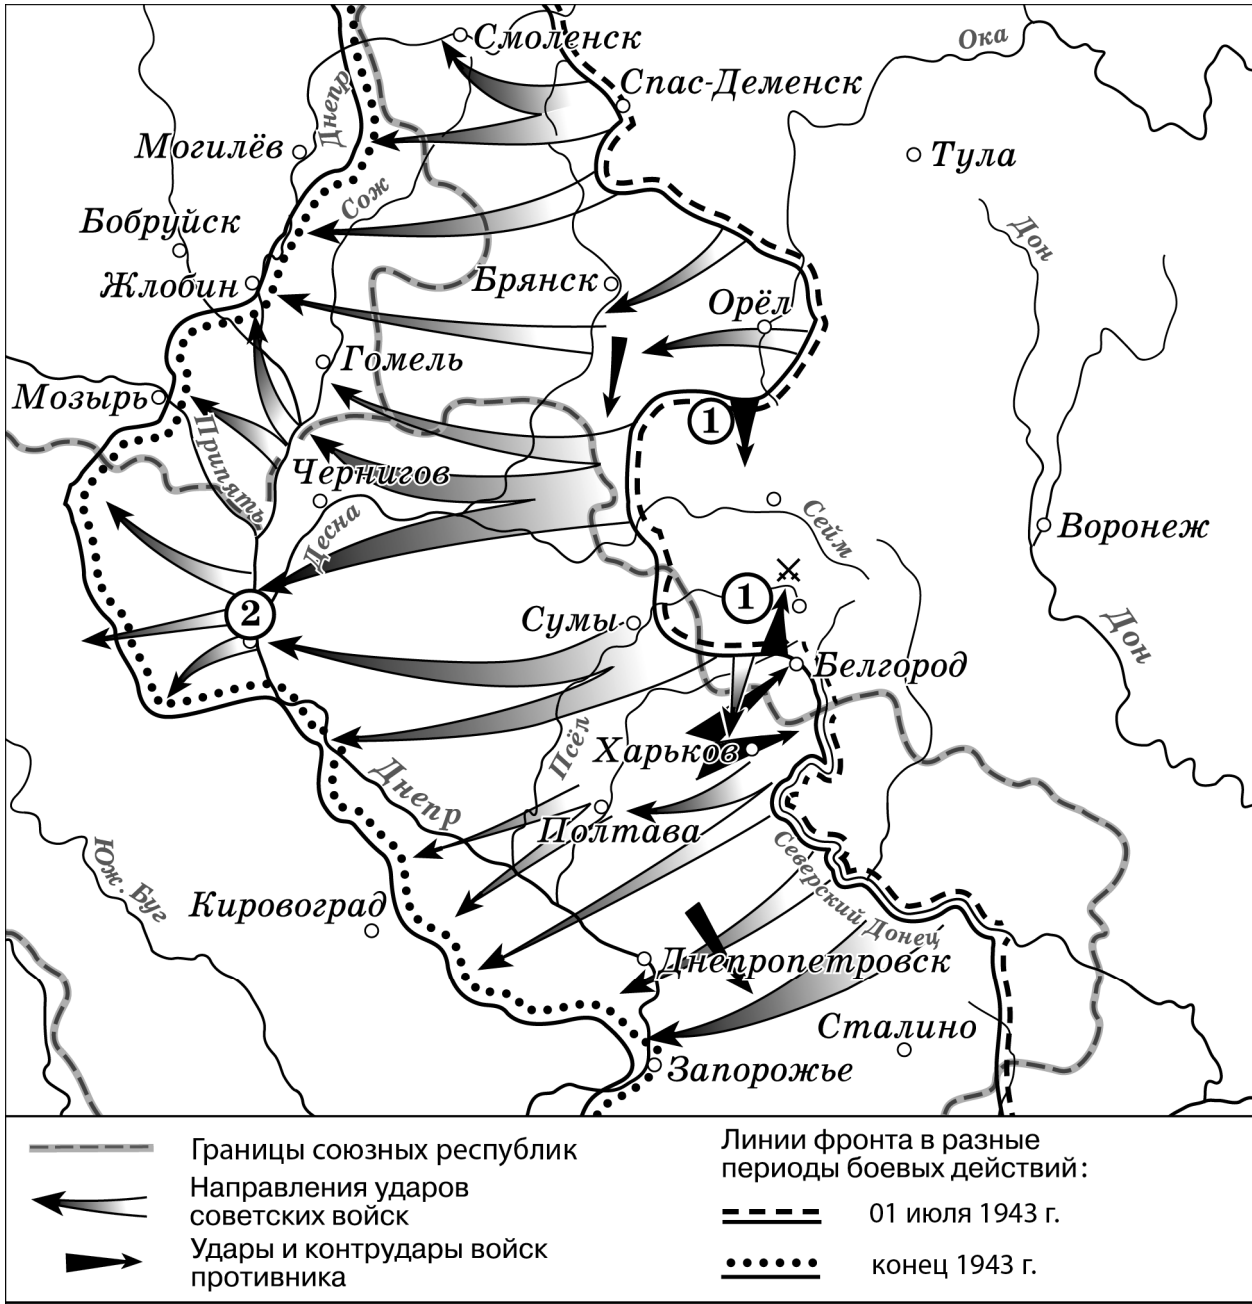 Смоленск
Ока
Спас-Деменск
Днепр
Могилёв
Тула
Сож
Бобруйск
Дон
Жлобин
Брянск
Орёл
Гомель
Мозырь
1
Припять
Чернигов
Десна
Сейм
Воронеж
2
1
Сумы
Дон
Белгород
Псёл
Харьков
Днепр
Полтава
Юж. Буг
Северский Донец
Кировоград
Днепропетровск
Сталино
Запорожье
Границы союзных республик
Направления ударов
советских войск
Удары и контрудары войск
противника
Линии фронта в разные
периоды боевых действий:
01 июля 1943 г.
конец 1943 г.